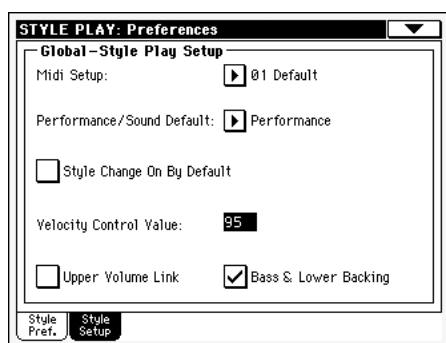 STYLE PLAY: Preferences
Global-Style Play Setup
Midi Setup: 01 Default
Performance/Sound Default: Performance
Style Change On By Default
Velocity Control Value: 95
Upper Volume Link Bass & Lower Backing
Style Style
Pref. Setup